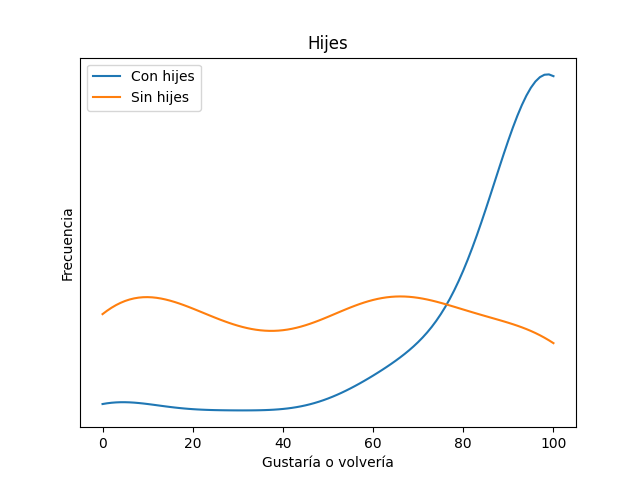 Hijes
Con hijes
Sin hijes
Frecuencia
0 20 40 60 80 100
Gustaría o volvería